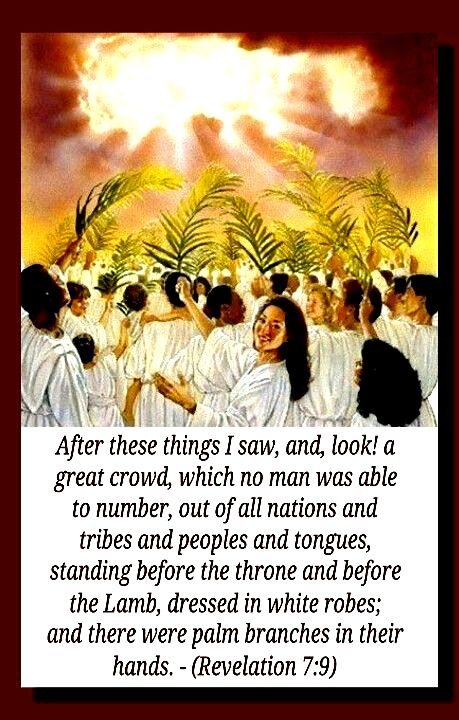 After these things I saw, and, look! a
great crowd, which no man was able
to number, out of all nations and
tribes and peoples and tongues,
standing before the throne and before
the Lamb, dressed in white robes;
and there were palm branches in their
hands. - (Revelation 7:9)